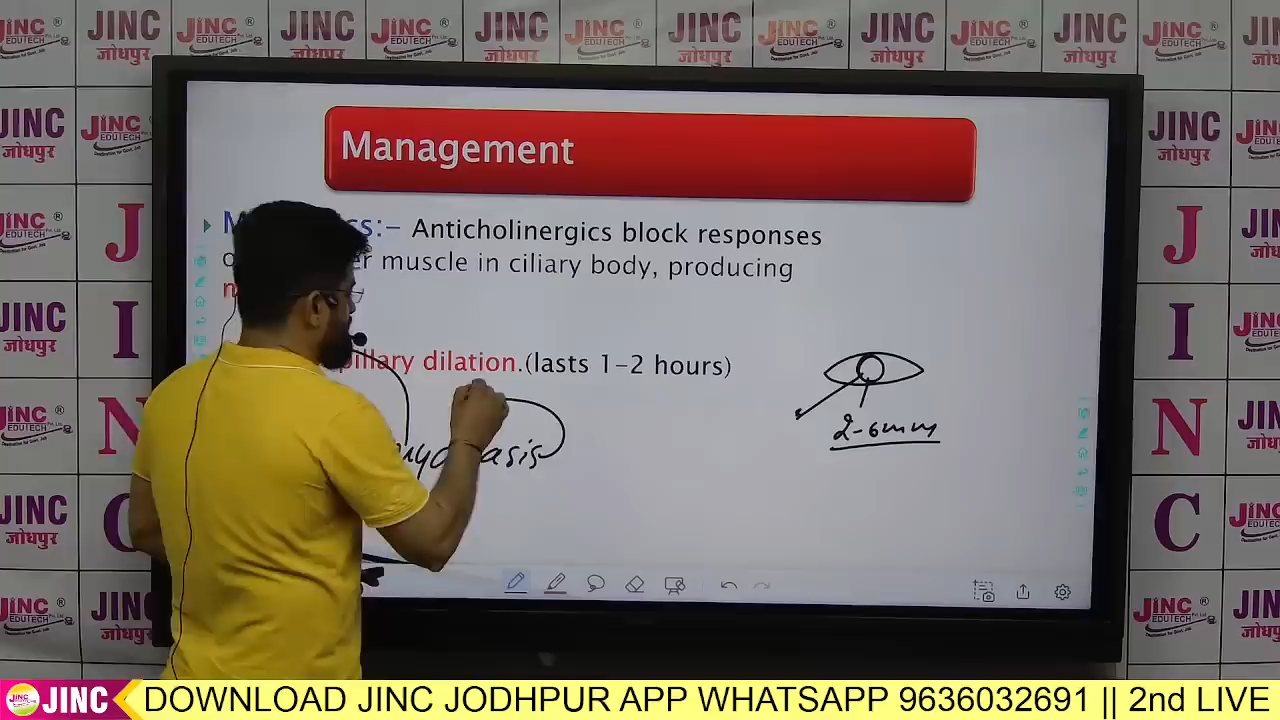 JINC EDUTECH
JINC जोधपुर
Management
Anticholinergics block responses
muscle in ciliary body, producing
dilation.(lasts 1-2 hours)
2-6mm
J
I
N
C
JINC
DOWNLOAD JINC JODHPUR APP WHATSAPP 9636032691 || 2nd LIVE